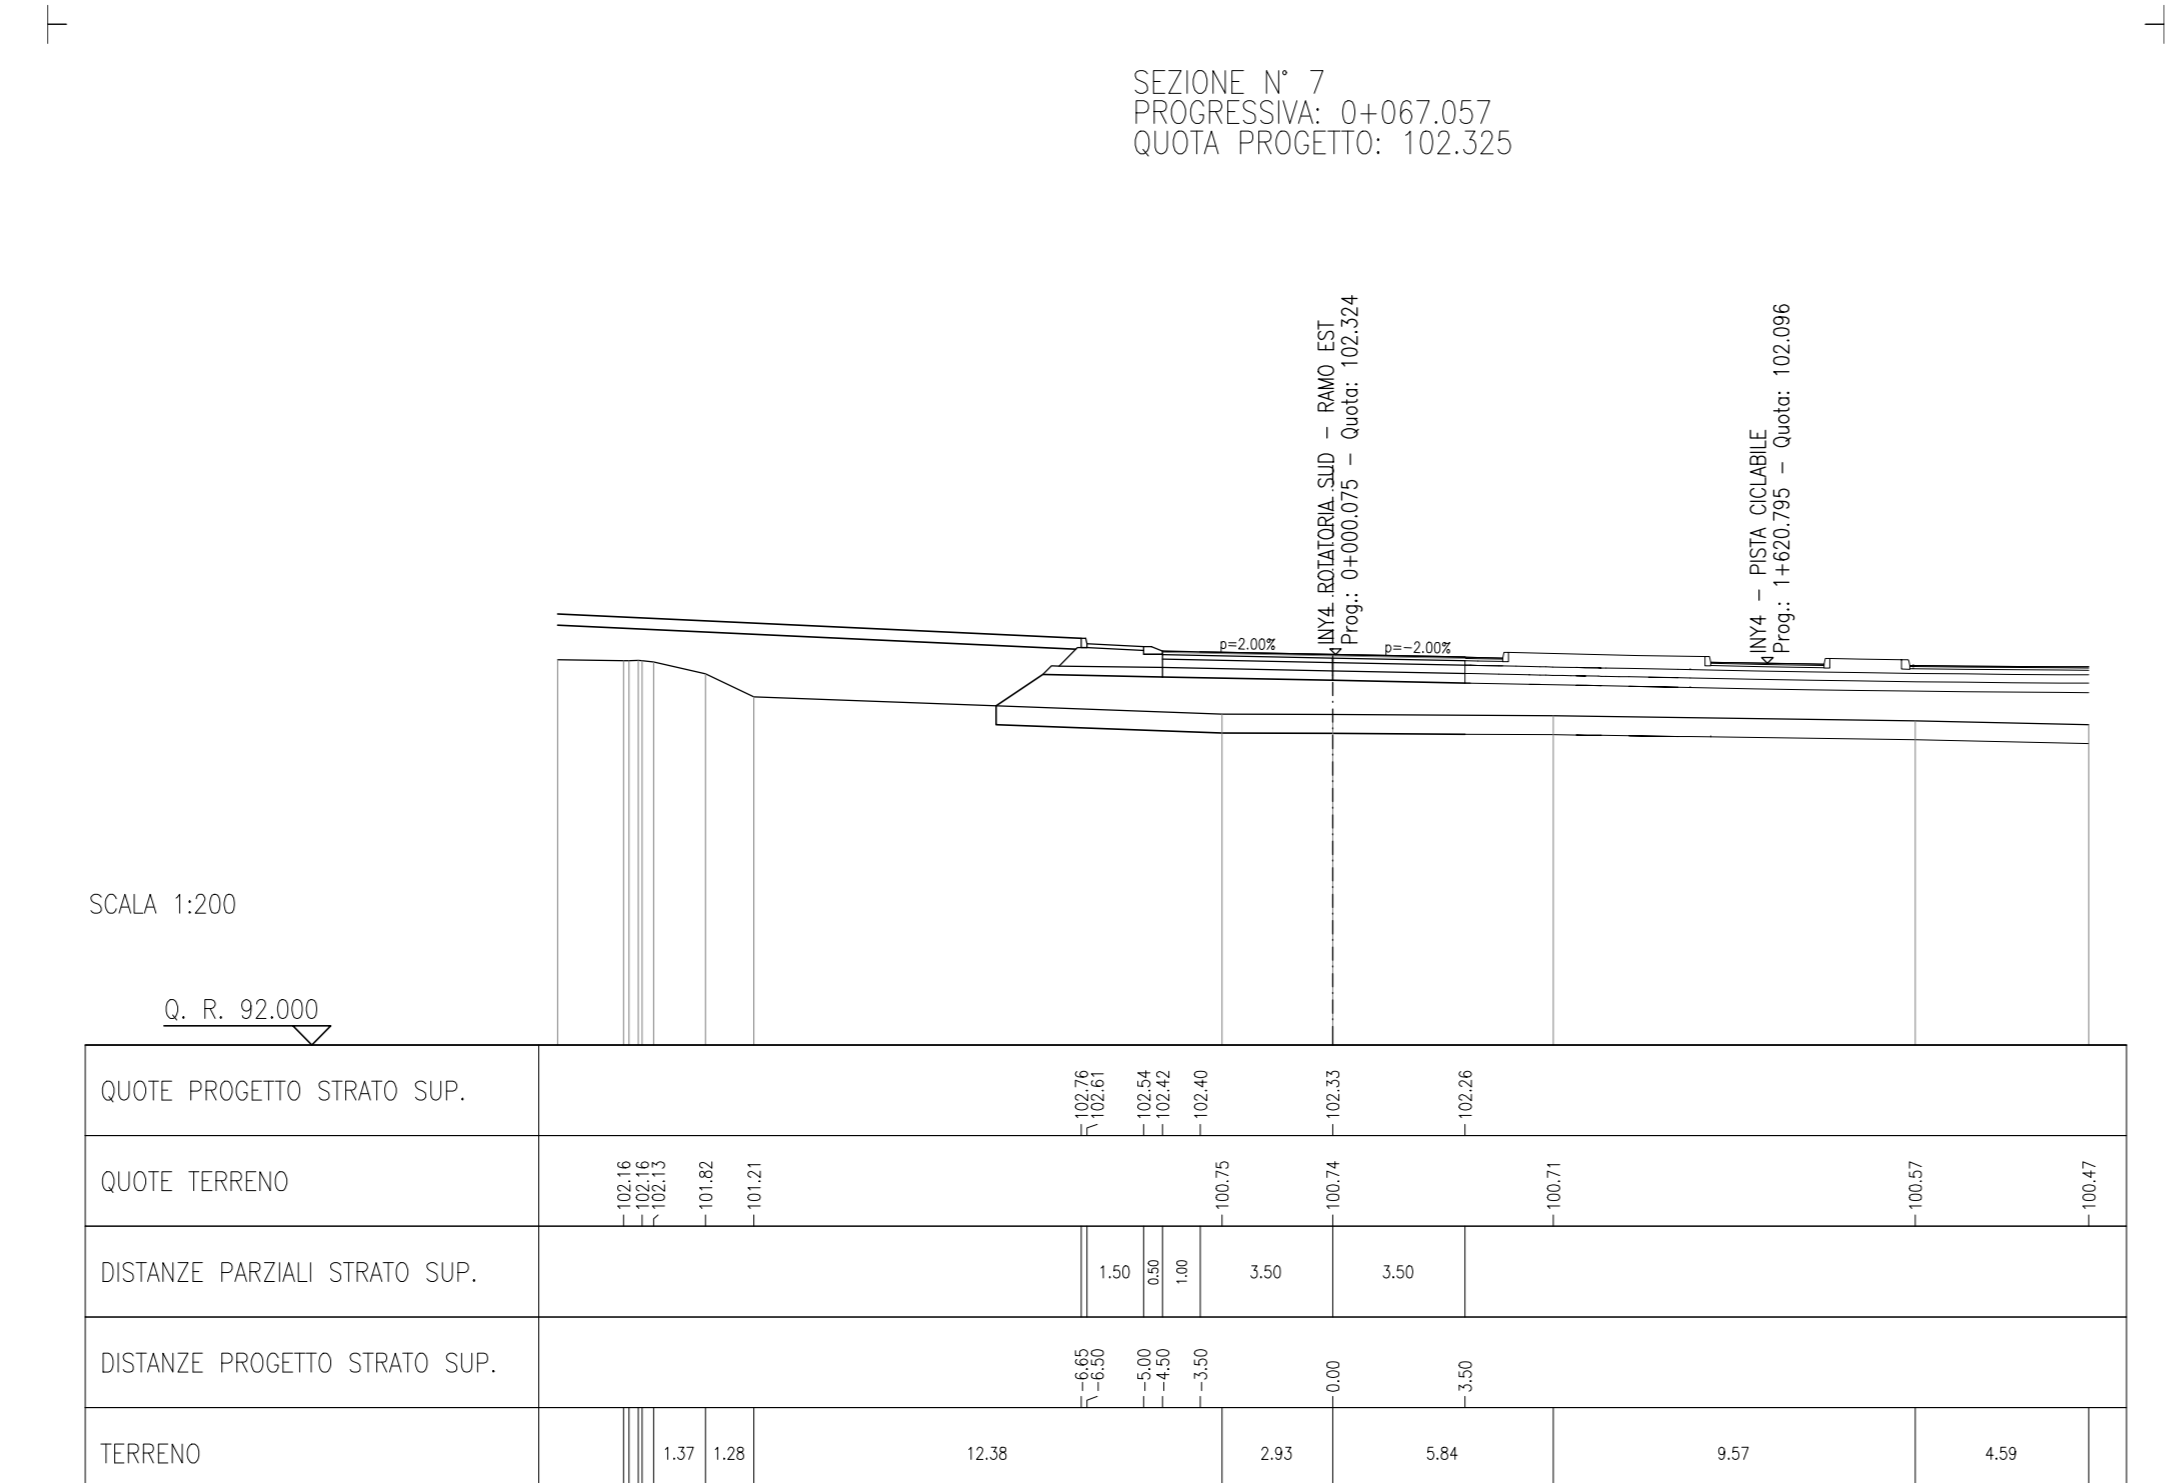 SEZIONE N° 7
PROGRESSIVA: 0+067.057
QUOTA PROGETTO: 102.325
INY4 ROTATORIA SUD - RAMO EST
Prog.: 0+000.075 - Quota: 102.324
INY4 - PISTA CICLABILE
Prog.: 1+620.795 - Quota: 102.096
p=2.00% p=-2.00%
SCALA 1:200
Q. R. 92.000
QUOTE PROGETTO STRATO SUP. 102.76 102.61 102.54 102.42 102.40 102.33 102.26
QUOTE TERRENO 102.16 102.16 102.13 101.82 101.21 100.75 100.74 100.71 100.57 100.47
DISTANZE PARZIALI STRATO SUP. 1.50 0.50 1.00 3.50 3.50
DISTANZE PROGETTO STRATO SUP. -6.65 -6.50 -5.00 -4.50 -3.50 0.00 3.50
TERRENO 1.37 1.28 12.38 2.93 5.84 9.57 4.59